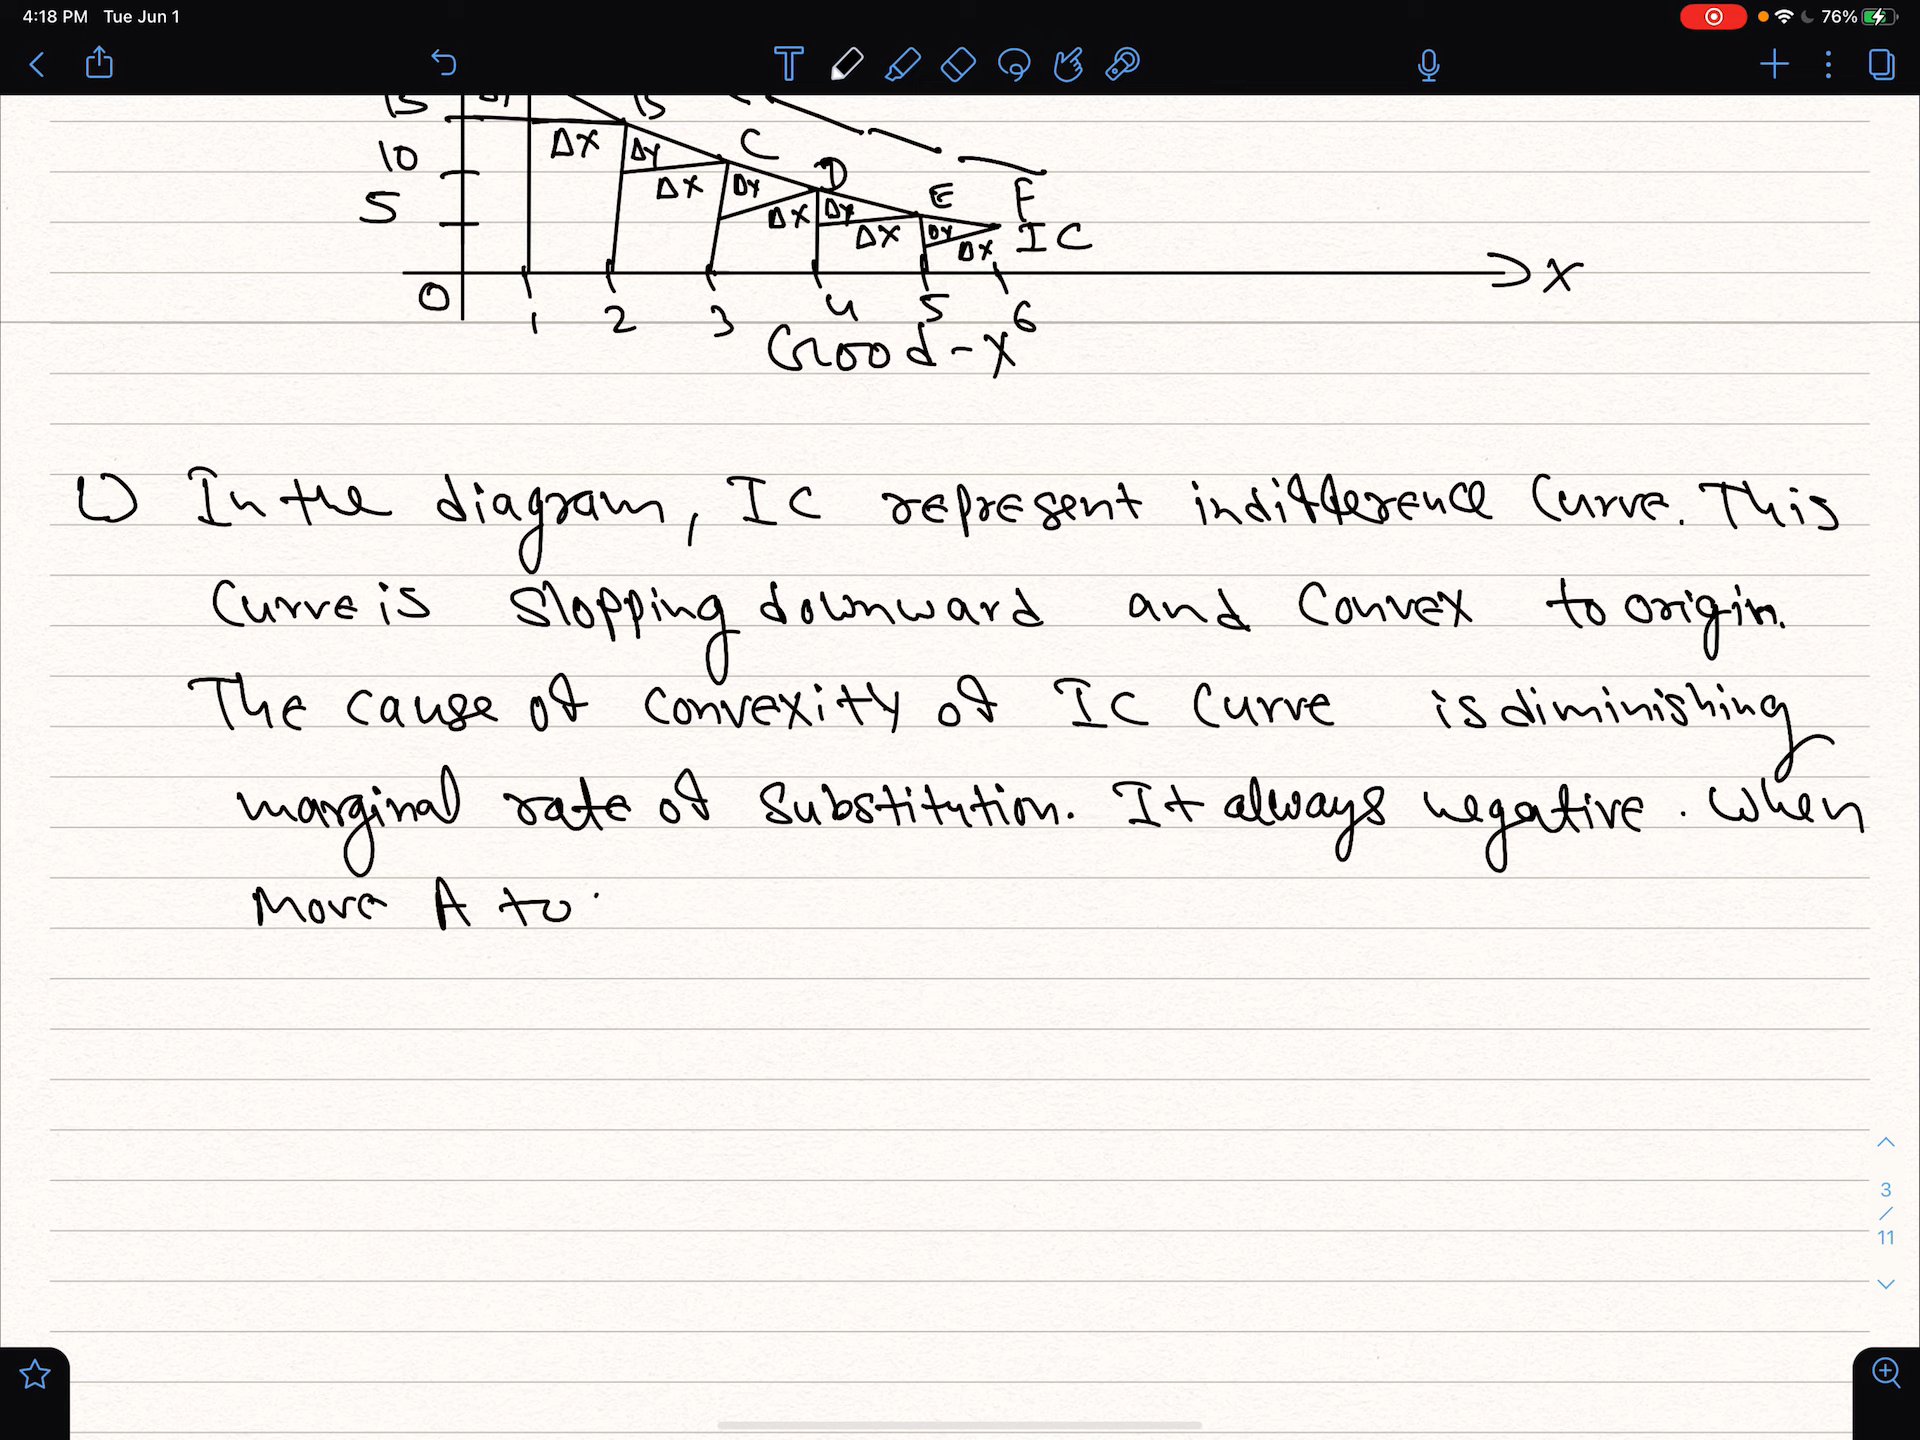 4:18 PM Tue Jun 1
76%
15
B
10
ΔX
Δy
C
5
ΔX
Δy
D
E
F
ΔX
Δy
ΔX
Δy
ΔX
IC
0
X
1
2
3
4
5
6
Good-X
In the diagram, IC represent indifference curve. This
Curve is slopping downward and convex to origin.
The cause of convexity of IC curve is diminishing
marginal rate of substitution. It always negative. When
Move A to
3
/
11